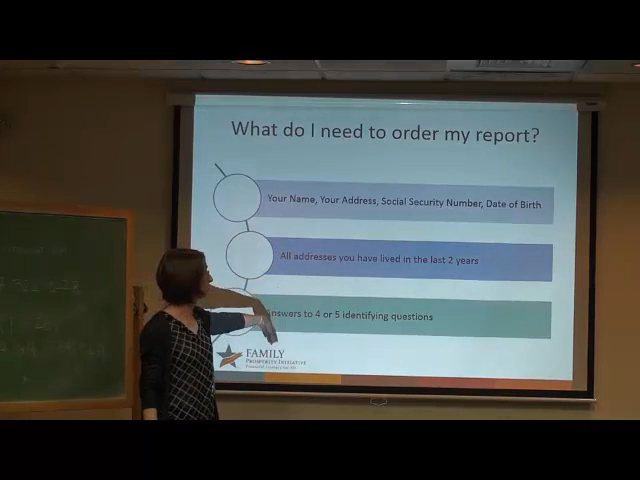 What do I need to order my report?
Your Name, Your Address, Social Security Number, Date of Birth
All addresses you have lived in the last 2 years
Answers to 4 or 5 identifying questions
FAMILY
PROSPERITY INITIATIVE